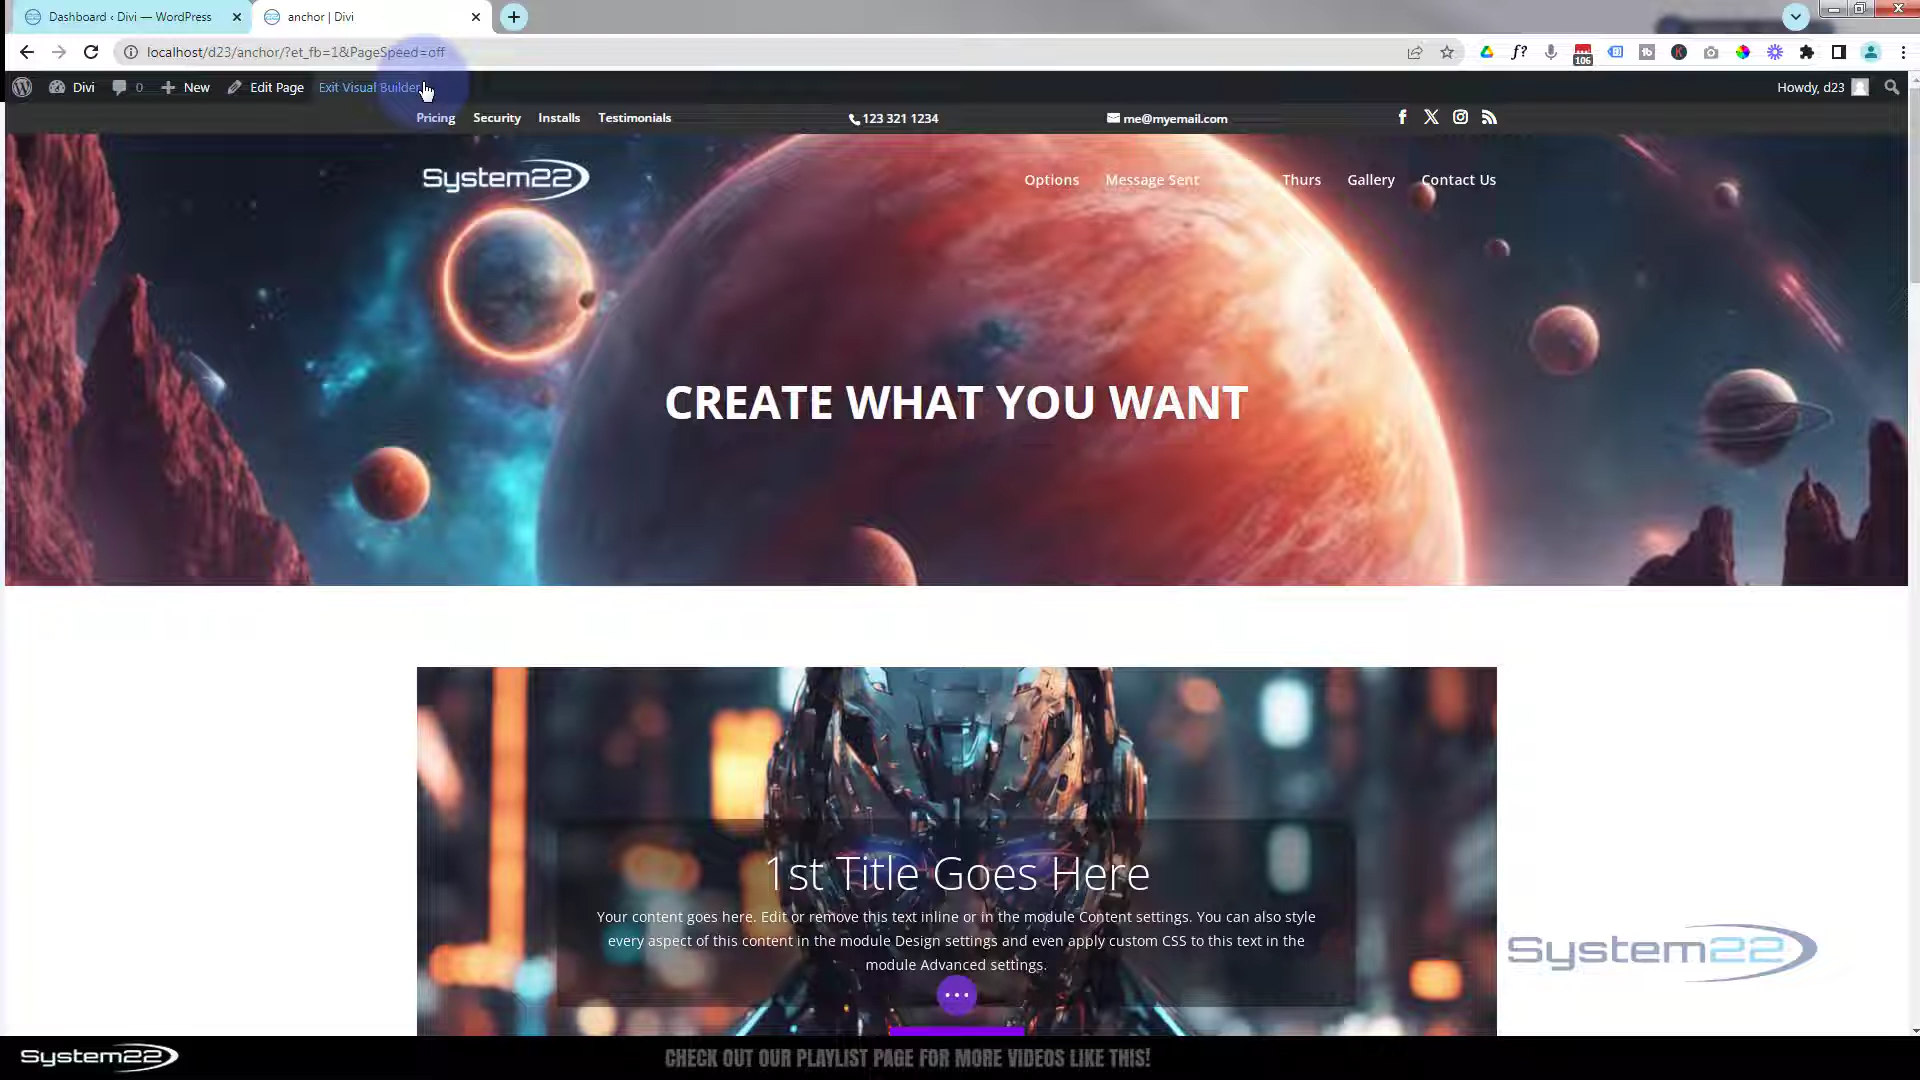 Dashboard ‹ Divi — WordPress
anchor | Divi
localhost/d23/anchor/?et_fb=1&PageSpeed=off
106
Divi 0 New Edit Page Exit Visual Builder Howdy, d23
Pricing Security Installs Testimonials 123 321 1234 me@myemail.com
System22 Options Message Sent Thurs Gallery Contact Us
CREATE WHAT YOU WANT
1st Title Goes Here
Your content goes here. Edit or remove this text inline or in the module Content settings. You can also style
every aspect of this content in the module Design settings and even apply custom CSS to this text in the
module Advanced settings.
System22
System22
CHECK OUT OUR PLAYLIST PAGE FOR MORE VIDEOS LIKE THIS!